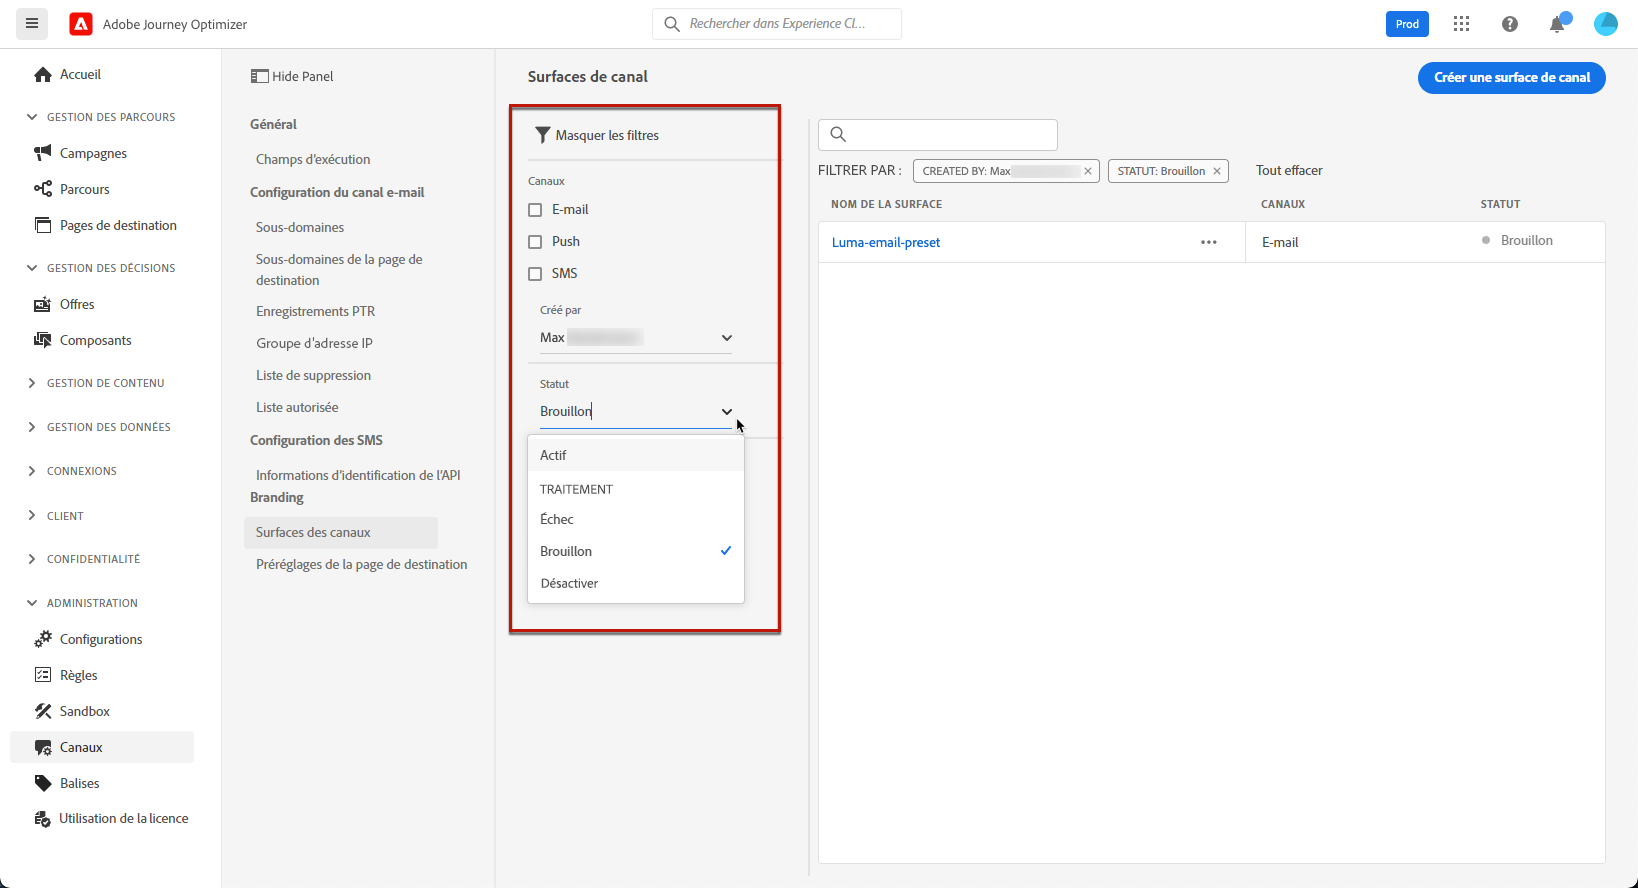 Adobe Journey Optimizer
Rechercher dans Experience Cl...
Prod
Accueil
GESTION DES PARCOURS
Campagnes
Parcours
Pages de destination
GESTION DES DÉCISIONS
Offres
Composants
GESTION DE CONTENU
GESTION DES DONNÉES
CONNEXIONS
CLIENT
CONFIDENTIALITÉ
ADMINISTRATION
Configurations
Règles
Sandbox
Canaux
Balises
Utilisation de la licence
Hide Panel
Général
Champs d'exécution
Configuration du canal e-mail
Sous-domaines
Sous-domaines de la page de
destination
Enregistrements PTR
Groupe d'adresse IP
Liste de suppression
Liste autorisée
Configuration des SMS
Informations d'identification de l'API
Branding
Surfaces des canaux
Préréglages de la page de destination
Surfaces de canal
Créer une surface de canal
Masquer les filtres
Canaux
E-mail
Push
SMS
Créé par
Max
Statut
Brouillon
Actif
TRAITEMENT
Échec
Brouillon
Désactiver
FILTRER PAR :
CREATED BY: Max
STATUT: Brouillon
Tout effacer
NOM DE LA SURFACE
CANAUX
STATUT
Luma-email-preset
E-mail
Brouillon